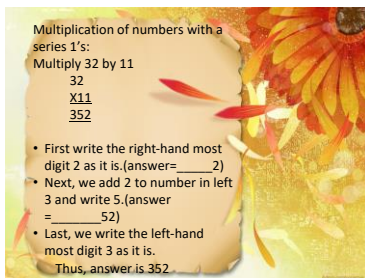 Multiplication of numbers with a
series 1's:
Multiply 32 by 11
32
X11
352
• First write the right-hand most
digit 2 as it is.(answer=_____2)
• Next, we add 2 to number in left
3 and write 5.(answer
=_______52)
• Last, we write the left-hand
most digit 3 as it is.
Thus, answer is 352